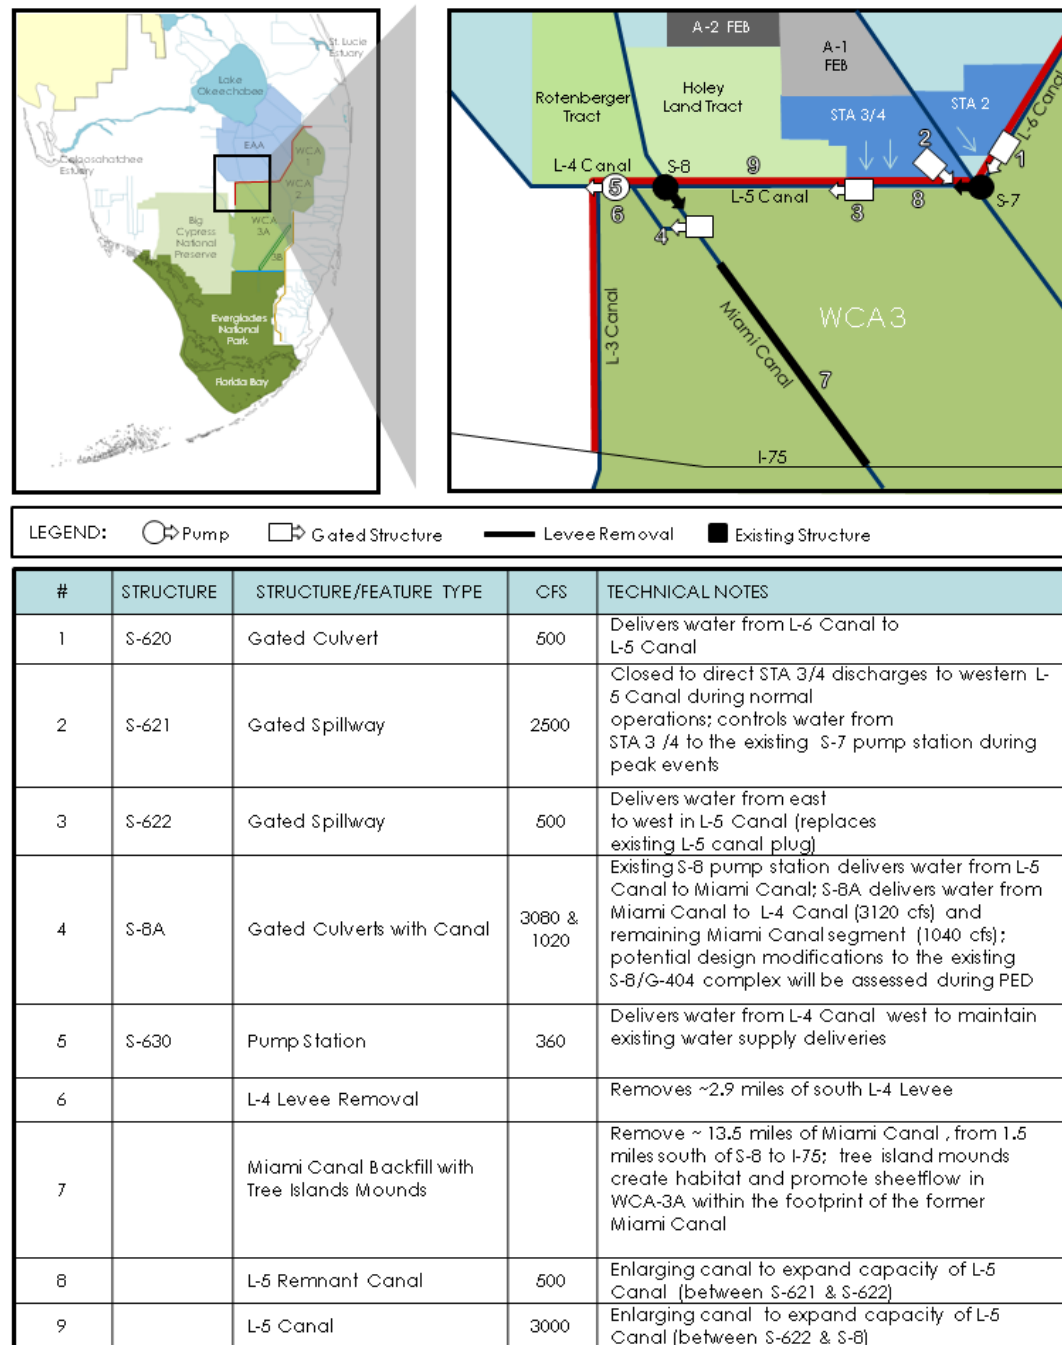 St. Lucie
Estuary
Lake
Okeechobee
EAA
WCA
1
WCA
2
Caloosahatchee
Estuary
WCA
3A
3B
Big
Cypress
National
Preserve
Everglades
National
Park
Florida Bay
A-2 FEB
A-1
FEB
Rotenberger
Tract
Holey
Land Tract
STA 3/4
STA 2
L-6 Canal
1
2
L-4 Canal
S-8
9
5
6
L-5 Canal
3
8
S-7
4
L-3 Canal
Miami Canal
7
WCA3
I-75
LEGEND:
Pump
Gated Structure
Levee Removal
Existing Structure
# STRUCTURE STRUCTURE/FEATURE TYPE CFS TECHNICAL NOTES
1 S-620 Gated Culvert 500 Delivers water from L-6 Canal to
L-5 Canal
2 S-621 Gated Spillway 2500 Closed to direct STA 3/4 discharges to western L-
5 Canal during normal
operations; controls water from
STA 3 /4 to the existing S-7 pump station during
peak events
3 S-622 Gated Spillway 500 Delivers water from east
to west in L-5 Canal (replaces
existing L-5 canal plug)
4 S-8A Gated Culverts with Canal 3080 &
1020
Existing S-8 pump station delivers water from L-5
Canal to Miami Canal; S-8A delivers water from
Miami Canal to L-4 Canal (3120 cfs) and
remaining Miami Canal segment (1040 cfs);
potential design modifications to the existing
S-8/G-404 complex will be assessed during PED
5 S-630 Pump Station 360 Delivers water from L-4 Canal west to maintain
existing water supply deliveries
6 L-4 Levee Removal Removes ~2.9 miles of south L-4 Levee
7 Miami Canal Backfill with
Tree Islands Mounds
Remove ~ 13.5 miles of Miami Canal , from 1.5
miles south of S-8 to I-75; tree island mounds
create habitat and promote sheetflow in
WCA-3A within the footprint of the former
Miami Canal
8 L-5 Remnant Canal 500 Enlarging canal to expand capacity of L-5
Canal (between S-621 & S-622)
9 L-5 Canal 3000 Enlarging canal to expand capacity of L-5
Canal (between S-622 & S-8)